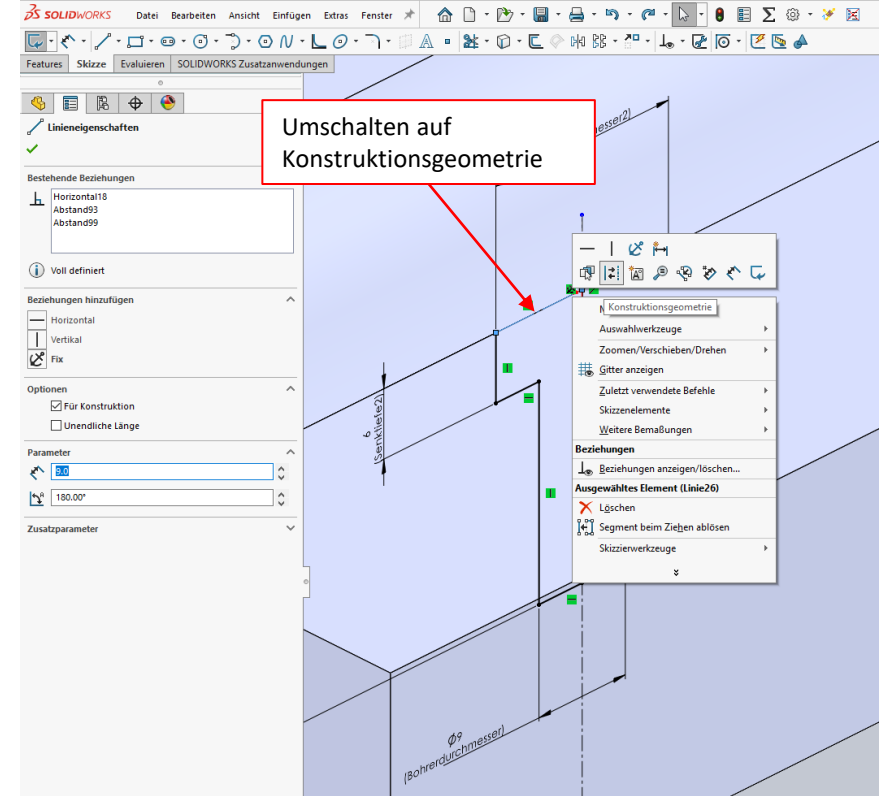 SOLIDWORKS Datei Bearbeiten Ansicht Einfügen Extras Fenster
Features Skizze Evaluieren SOLIDWORKS Zusatzanwendungen
Linieneigenschaften
Bestehende Beziehungen
Horizontal18
Abstand93
Abstand99
Voll definiert
Beziehungen hinzufügen
Horizontal
Vertikal
Fix
Optionen
Für Konstruktion
Unendliche Länge
Parameter
9.0
180.00°
Zusatzparameter
Umschalten auf
Konstruktionsgeometrie
messer2)
6
(Senktiefe2)
Konstruktionsgeometrie
Auswahlwerkzeuge
Zoomen/Verschieben/Drehen
Gitter anzeigen
Zuletzt verwendete Befehle
Skizzenelemente
Weitere Bemaßungen
Beziehungen
Beziehungen anzeigen/löschen...
Ausgewähltes Element (Linie26)
Löschen
Segment beim Ziehen ablösen
Skizzierwerkzeuge
Ø9
(Bohrerdurchmesser)